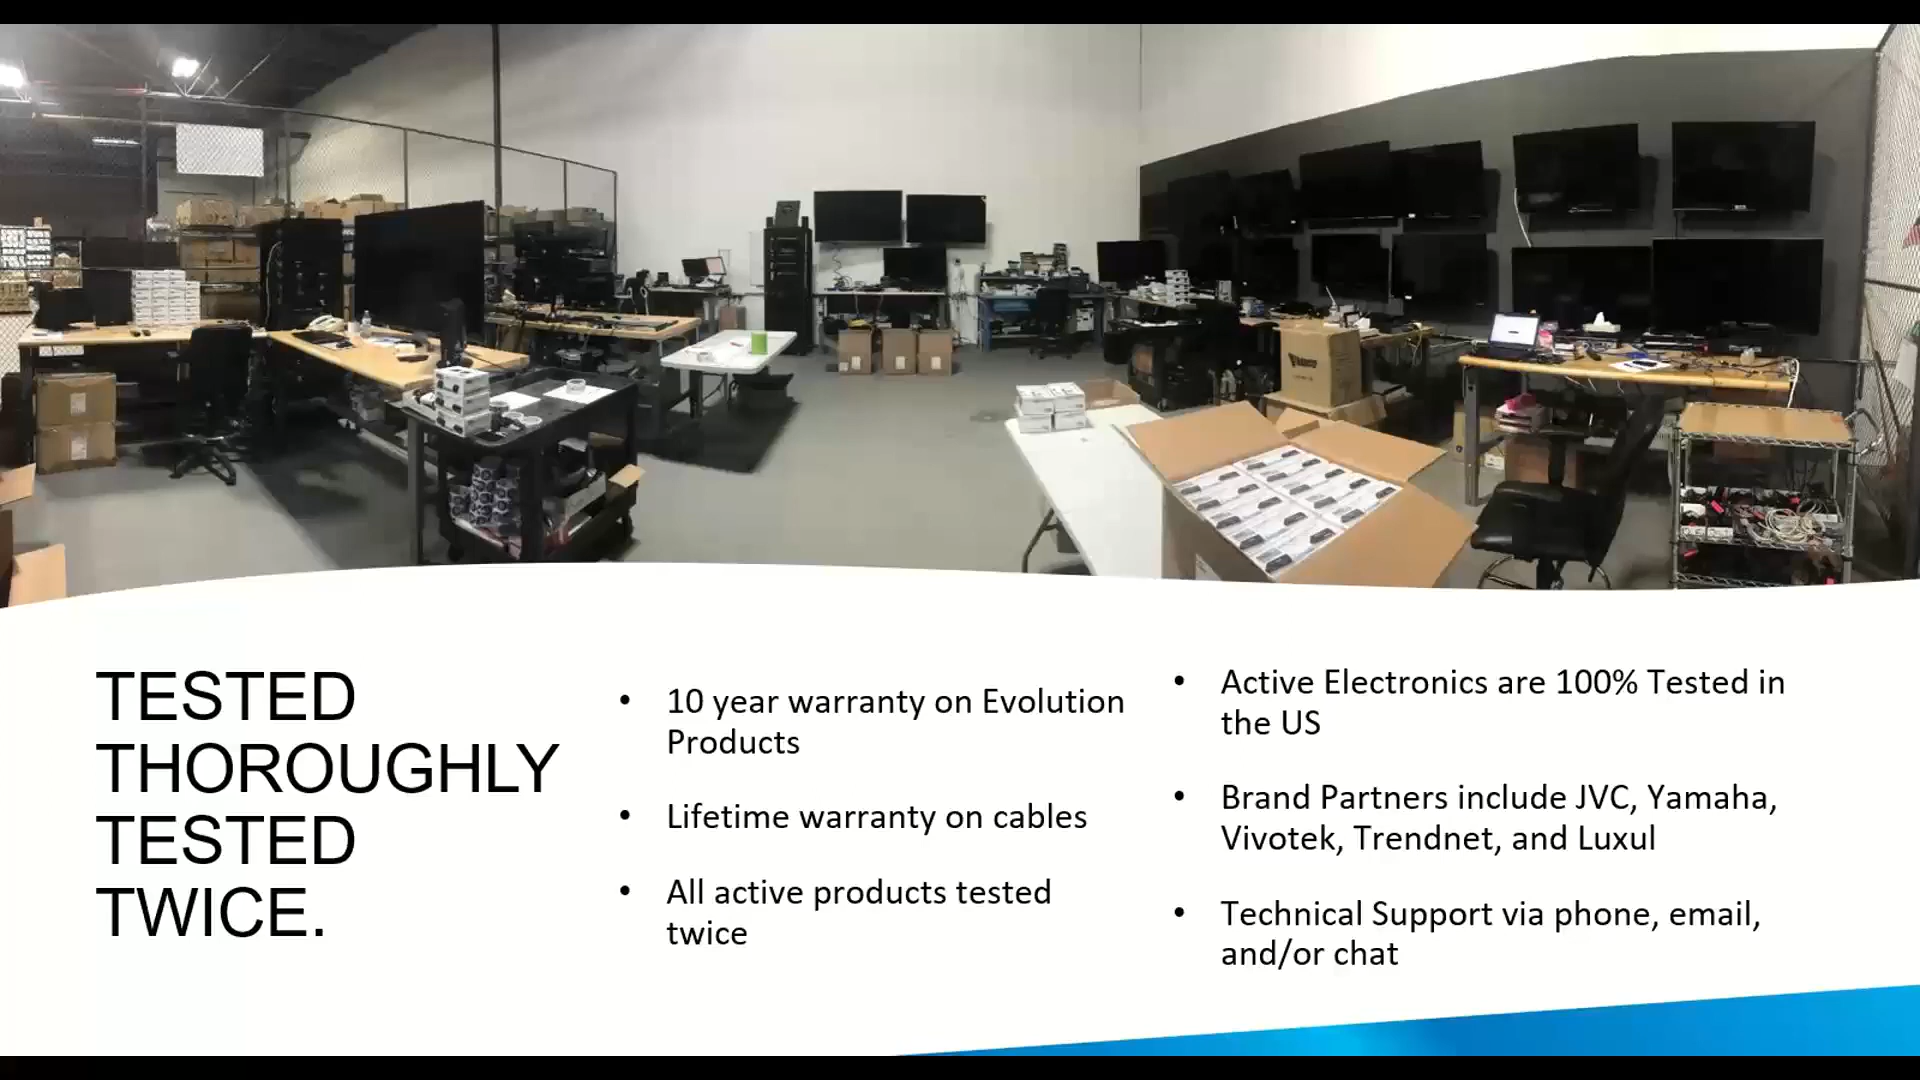 TESTED
THOROUGHLY
TESTED
TWICE.
• 10 year warranty on Evolution
Products
• Lifetime warranty on cables
• All active products tested
twice
• Active Electronics are 100% Tested in
the US
• Brand Partners include JVC, Yamaha,
Vivotek, Trendnet, and Luxul
• Technical Support via phone, email,
and/or chat